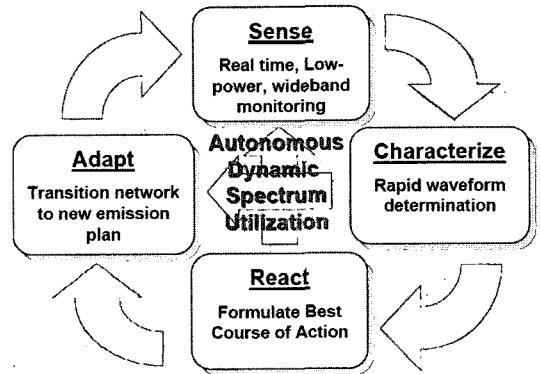 Sense
Real time, Low-
power, wideband
monitoring
Characterize
Rapid waveform
determination
React
Formulate Best
Course of Action
Adapt
Transition network
to new emission
plan
Autonomous
Dynamic
Spectrum
Utilization